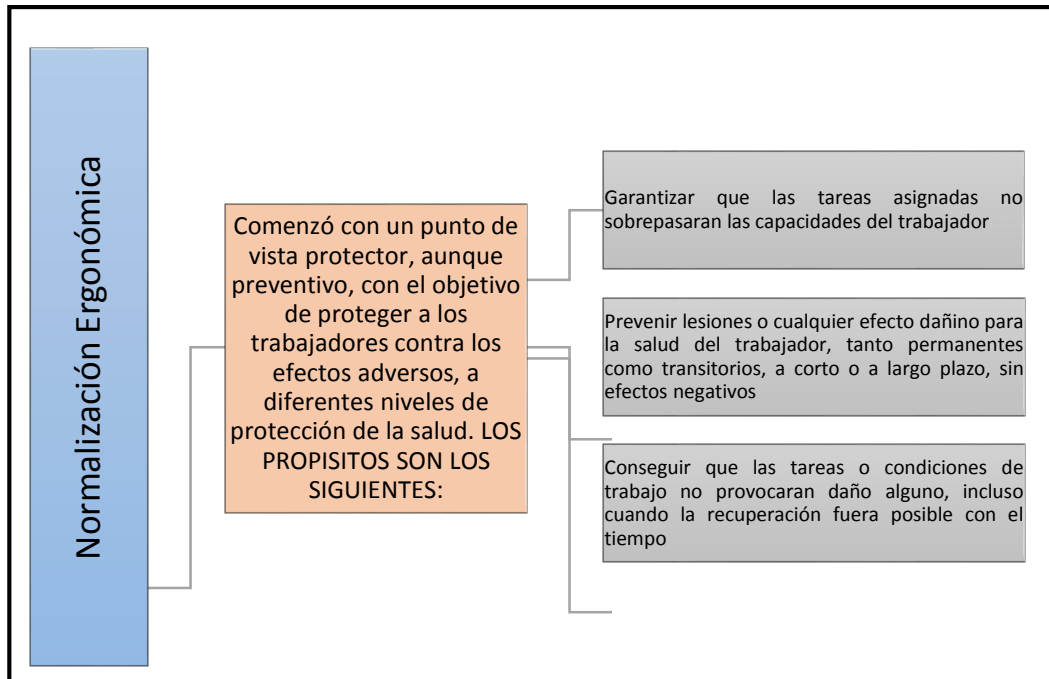 Normalización Ergonómica
Comenzó con un punto de
vista protector, aunque
preventivo, con el objetivo
de proteger a los
trabajadores contra los
efectos adversos, a
diferentes niveles de
protección de la salud. LOS
PROPISITOS SON LOS
SIGUIENTES:
Garantizar que las tareas asignadas no
sobrepasaran las capacidades del trabajador
Prevenir lesiones o cualquier efecto dañino para
la salud del trabajador, tanto permanentes
como transitorios, a corto o a largo plazo, sin
efectos negativos
Conseguir que las tareas o condiciones de
trabajo no provocaran daño alguno, incluso
cuando la recuperación fuera posible con el
tiempo